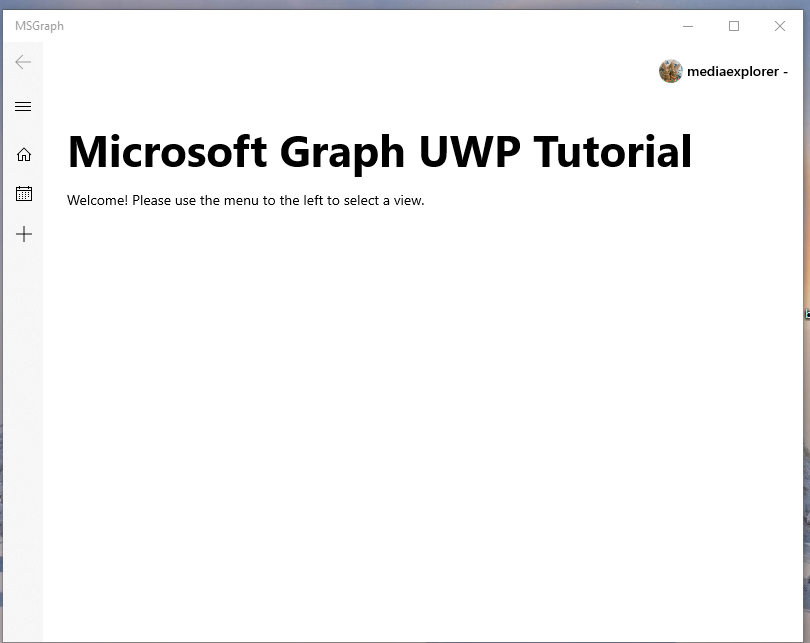 MSGraph
mediaexplorer -
Microsoft Graph UWP Tutorial
Welcome! Please use the menu to the left to select a view.